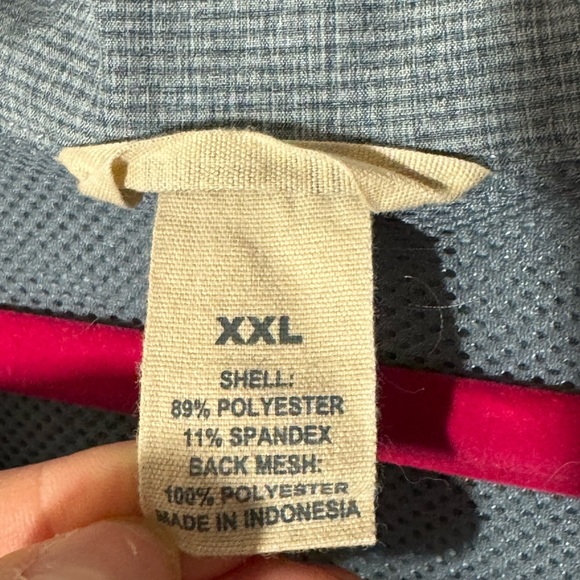 XXL
SHELL:
89% POLYESTER
11% SPANDEX
BACK MESH:
100% POLYESTER
MADE IN INDONESIA